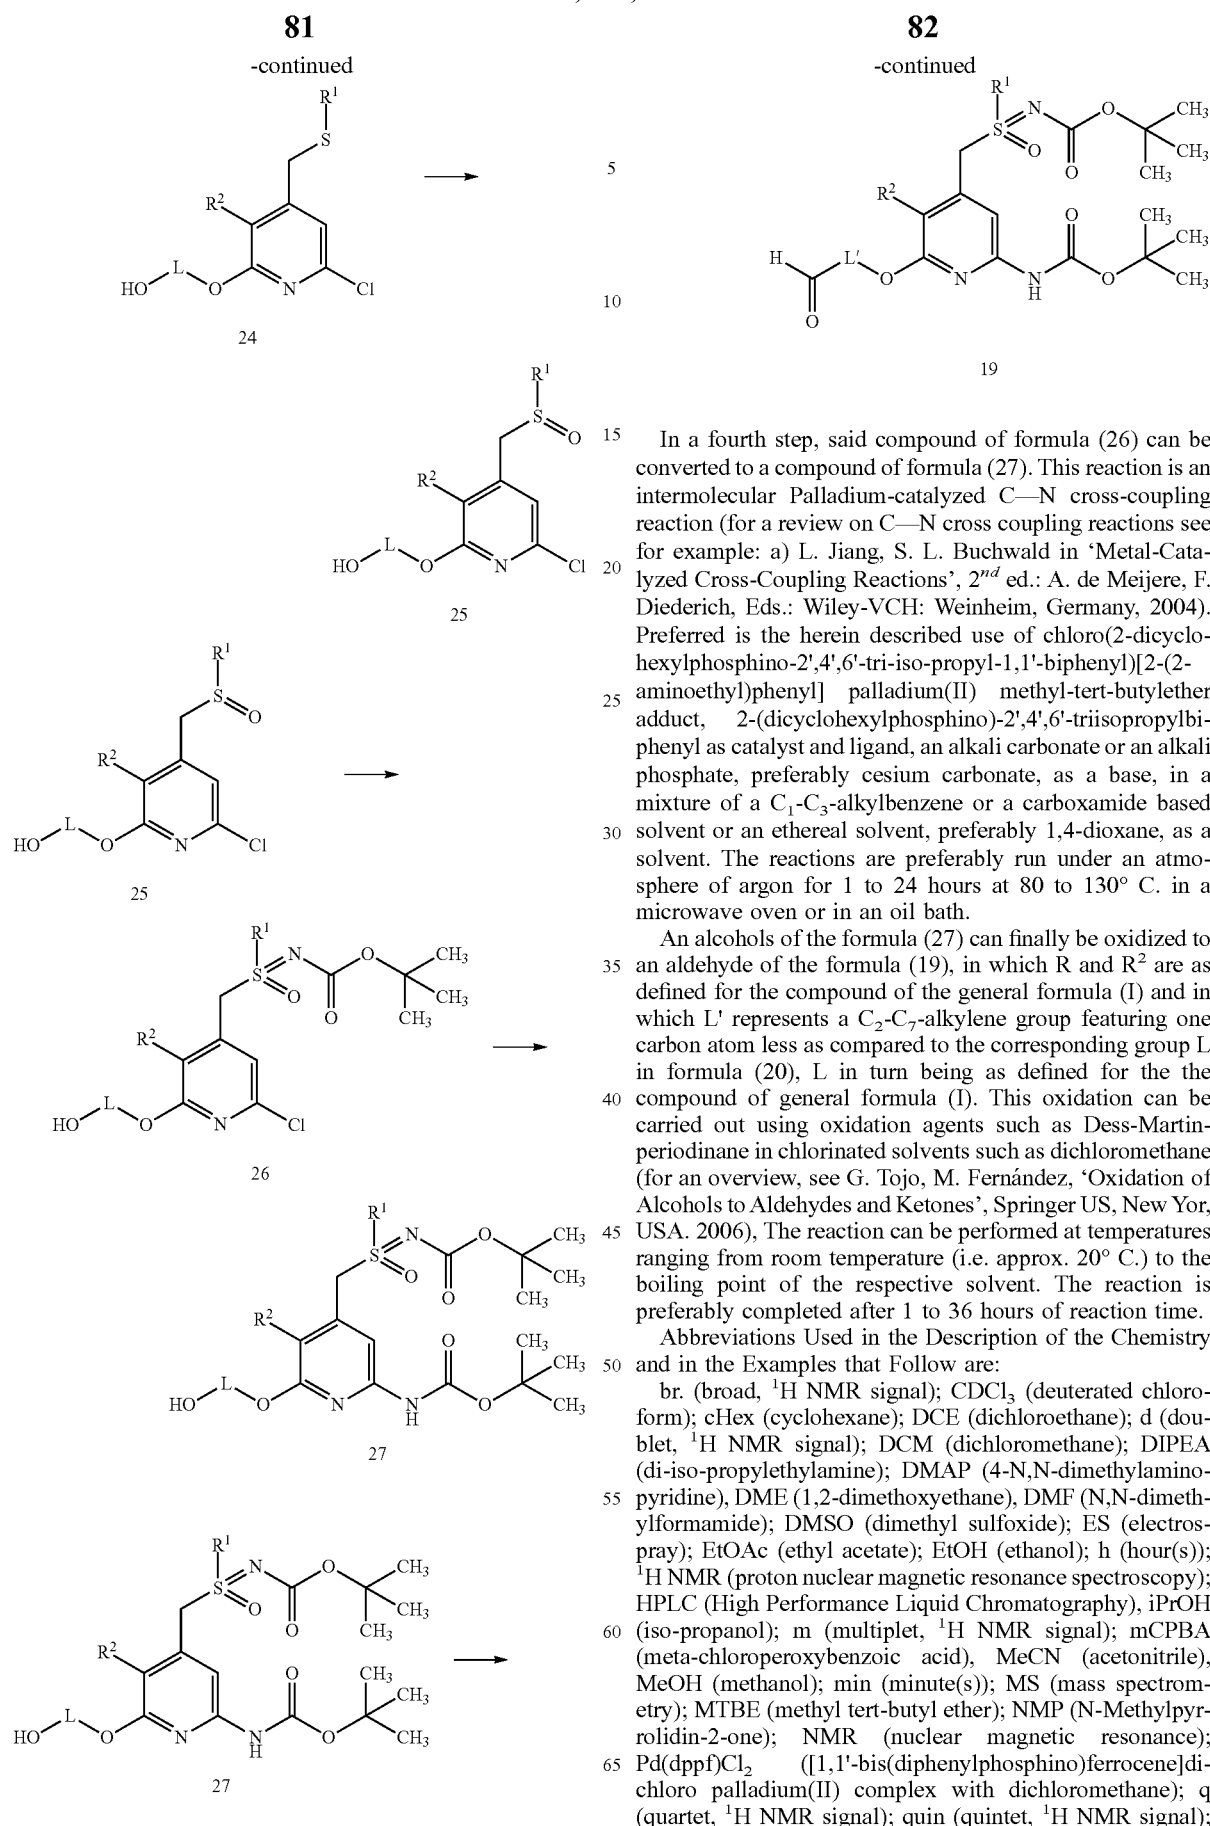 81
-continued
R¹
S
R²
L
HO
O
N
Cl
24
R¹
S
O
R²
L
HO
O
N
Cl
25
R¹
S
O
R²
L
HO
O
N
Cl
25
R¹
S
N
O
CH₃
O
O
CH₃
CH₃
R²
L
HO
O
N
Cl
26
R¹
S
N
O
CH₃
O
O
CH₃
CH₃
R²
O
CH₃
CH₃
L
HO
O
N
N
H
O
CH₃
27
R¹
S
N
O
CH₃
O
O
CH₃
CH₃
R²
O
CH₃
CH₃
L
HO
O
N
N
H
O
CH₃
27
82
-continued
R¹
S
N
O
CH₃
O
O
CH₃
CH₃
R²
O
CH₃
CH₃
H
L'
O
N
N
H
O
CH₃
O
19
5
10
15 In a fourth step, said compound of formula (26) can be
converted to a compound of formula (27). This reaction is an
intermolecular Palladium-catalyzed C—N cross-coupling
reaction (for a review on C—N cross coupling reactions see
for example: a) L. Jiang, S. L. Buchwald in ‘Metal-Cata-
20 lyzed Cross-Coupling Reactions’, 2ⁿᵈ ed.: A. de Meijere, F.
Diederich, Eds.: Wiley-VCH: Weinheim, Germany, 2004).
Preferred is the herein described use of chloro(2-dicyclo-
hexylphosphino-2',4',6'-tri-iso-propyl-1,1'-biphenyl)[2-(2-
25 aminoethyl)phenyl] palladium(II) methyl-tert-butylether
adduct, 2-(dicyclohexylphosphino)-2',4',6'-triisopropylbi-
phenyl as catalyst and ligand, an alkali carbonate or an alkali
phosphate, preferably cesium carbonate, as a base, in a
mixture of a C₁-C₃-alkylbenzene or a carboxamide based
30 solvent or an ethereal solvent, preferably 1,4-dioxane, as a
solvent. The reactions are preferably run under an atmo-
sphere of argon for 1 to 24 hours at 80 to 130° C. in a
microwave oven or in an oil bath.
An alcohols of the formula (27) can finally be oxidized to
35 an aldehyde of the formula (19), in which R and R² are as
defined for the compound of the general formula (I) and in
which L' represents a C₂-C₇-alkylene group featuring one
carbon atom less as compared to the corresponding group L
in formula (20), L in turn being as defined for the the
40 compound of general formula (I). This oxidation can be
carried out using oxidation agents such as Dess-Martin-
periodinane in chlorinated solvents such as dichloromethane
(for an overview, see G. Tojo, M. Fernández, ‘Oxidation of
Alcohols to Aldehydes and Ketones’, Springer US, New Yor,
45 USA. 2006), The reaction can be performed at temperatures
ranging from room temperature (i.e. approx. 20° C.) to the
boiling point of the respective solvent. The reaction is
preferably completed after 1 to 36 hours of reaction time.
Abbreviations Used in the Description of the Chemistry
50 and in the Examples that Follow are:
br. (broad, ¹H NMR signal); CDCl₃ (deuterated chloro-
form); cHex (cyclohexane); DCE (dichloroethane); d (dou-
blet, ¹H NMR signal); DCM (dichloromethane); DIPEA
(di-iso-propylethylamine); DMAP (4-N,N-dimethylamino-
55 pyridine), DME (1,2-dimethoxyethane), DMF (N,N-dimeth-
ylformamide); DMSO (dimethyl sulfoxide); ES (electros-
pray); EtOAc (ethyl acetate); EtOH (ethanol); h (hour(s));
¹H NMR (proton nuclear magnetic resonance spectroscopy);
HPLC (High Performance Liquid Chromatography), iPrOH
60 (iso-propanol); m (multiplet, ¹H NMR signal); mCPBA
(meta-chloroperoxybenzoic acid), MeCN (acetonitrile),
MeOH (methanol); min (minute(s)); MS (mass spectrom-
etry); MTBE (methyl tert-butyl ether); NMP (N-Methylpyr-
rolidin-2-one); NMR (nuclear magnetic resonance);
65 Pd(dppf)Cl₂ ([1,1'-bis(diphenylphosphino)ferrocene]di-
chloro palladium(II) complex with dichloromethane); q
(quartet, ¹H NMR signal); quin (quintet, ¹H NMR signal);